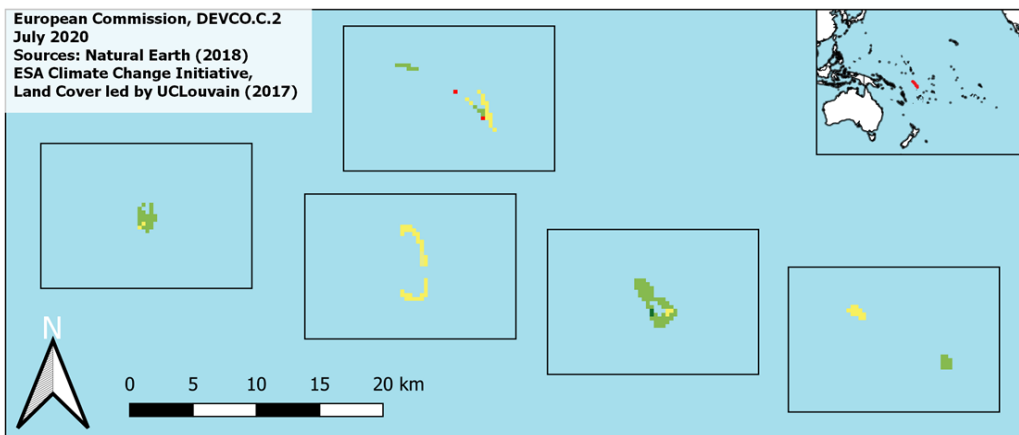 European Commission, DEVCO.C.2
July 2020
Sources: Natural Earth (2018)
ESA Climate Change Initiative,
Land Cover led by UCLouvain (2017)
N
0 5 10 15 20 km